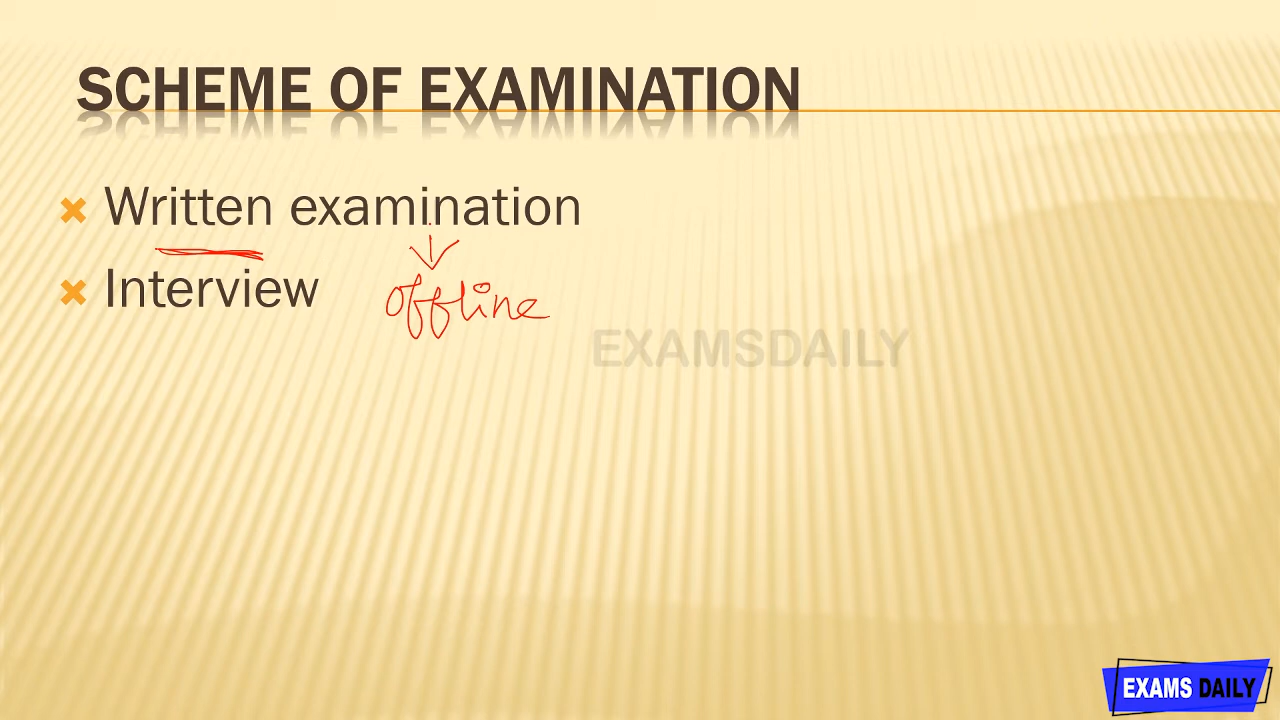 SCHEME OF EXAMINATION
Written examination
Interview
offline
EXAMSDAILY
EXAMS DAILY